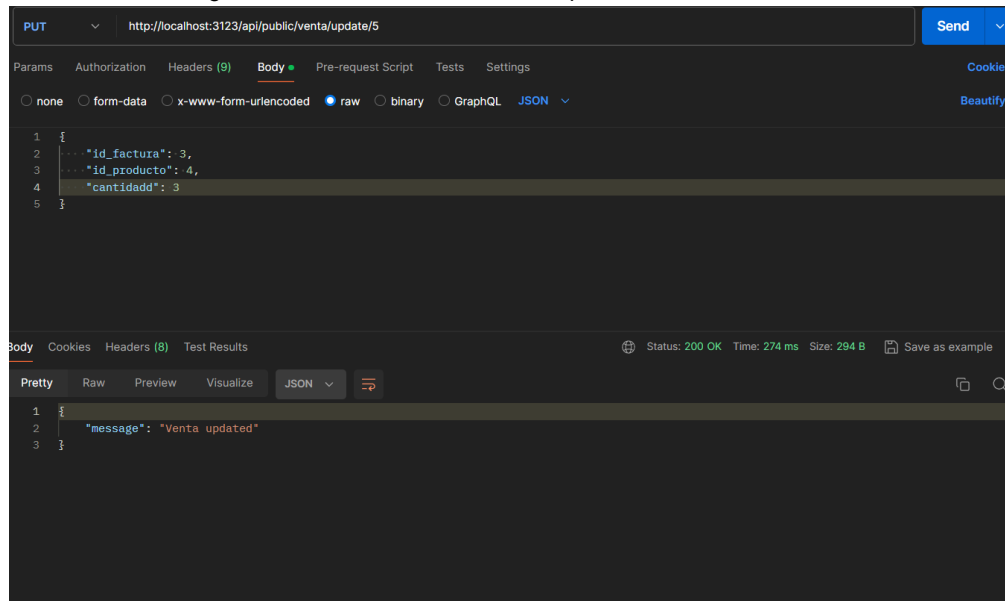 PUT http://localhost:3123/api/public/venta/update/5 Send
Params Authorization Headers (9) Body Pre-request Script Tests Settings Cookie
none form-data x-www-form-urlencoded raw binary GraphQL JSON Beautify
1 {
2 "id_factura": 3,
3 "id_producto": 4,
4 "cantidadd": 3
5 }
Body Cookies Headers (8) Test Results Status: 200 OK Time: 274 ms Size: 294 B Save as example
Pretty Raw Preview Visualize JSON
1 {
2 "message": "Venta updated"
3 }